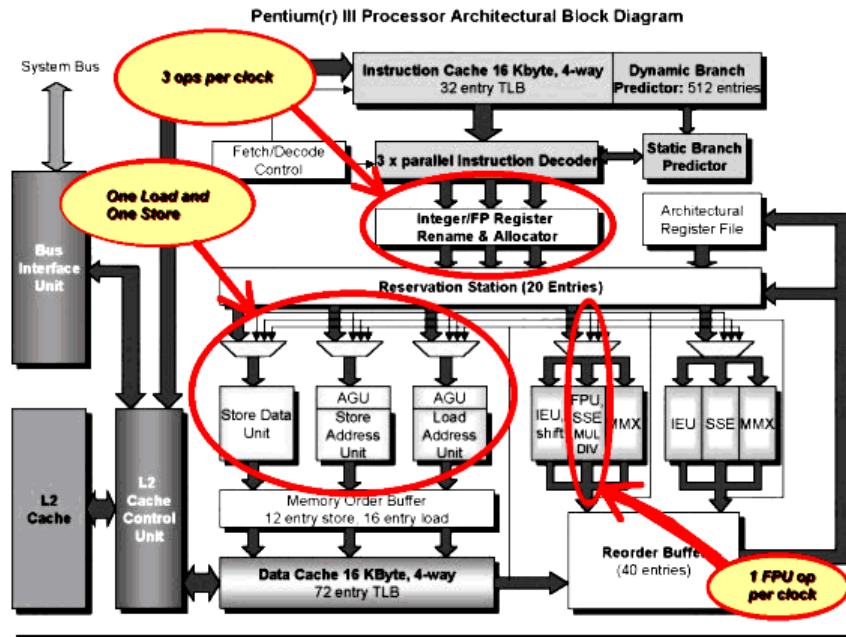 Pentium(r) III Processor Architectural Block Diagram
System Bus
3 ops per clock
Instruction Cache 16 Kbyte, 4-way
32 entry TLB
Dynamic Branch
Predictor: 512 entries
Fetch/Decode
Control
3 x parallel Instruction Decoder
Static Branch
Predictor
One Load and
One Store
Bus
Interface
Unit
Integer/FP Register
Rename & Allocator
Architectural
Register File
Reservation Station (20 Entries)
Store Data
Unit
AGU
Store
Address
Unit
AGU
Load
Address
Unit
IEU,
shift
FPU,
SSE
MUL
DIV
MMX
IEU
SSE
MMX
L2
Cache
L2
Cache
Control
Unit
Memory Order Buffer
12 entry store, 16 entry load
Data Cache 16 KByte, 4-way
72 entry TLB
Reorder Buffer
(40 entries)
1 FPU op
per clock